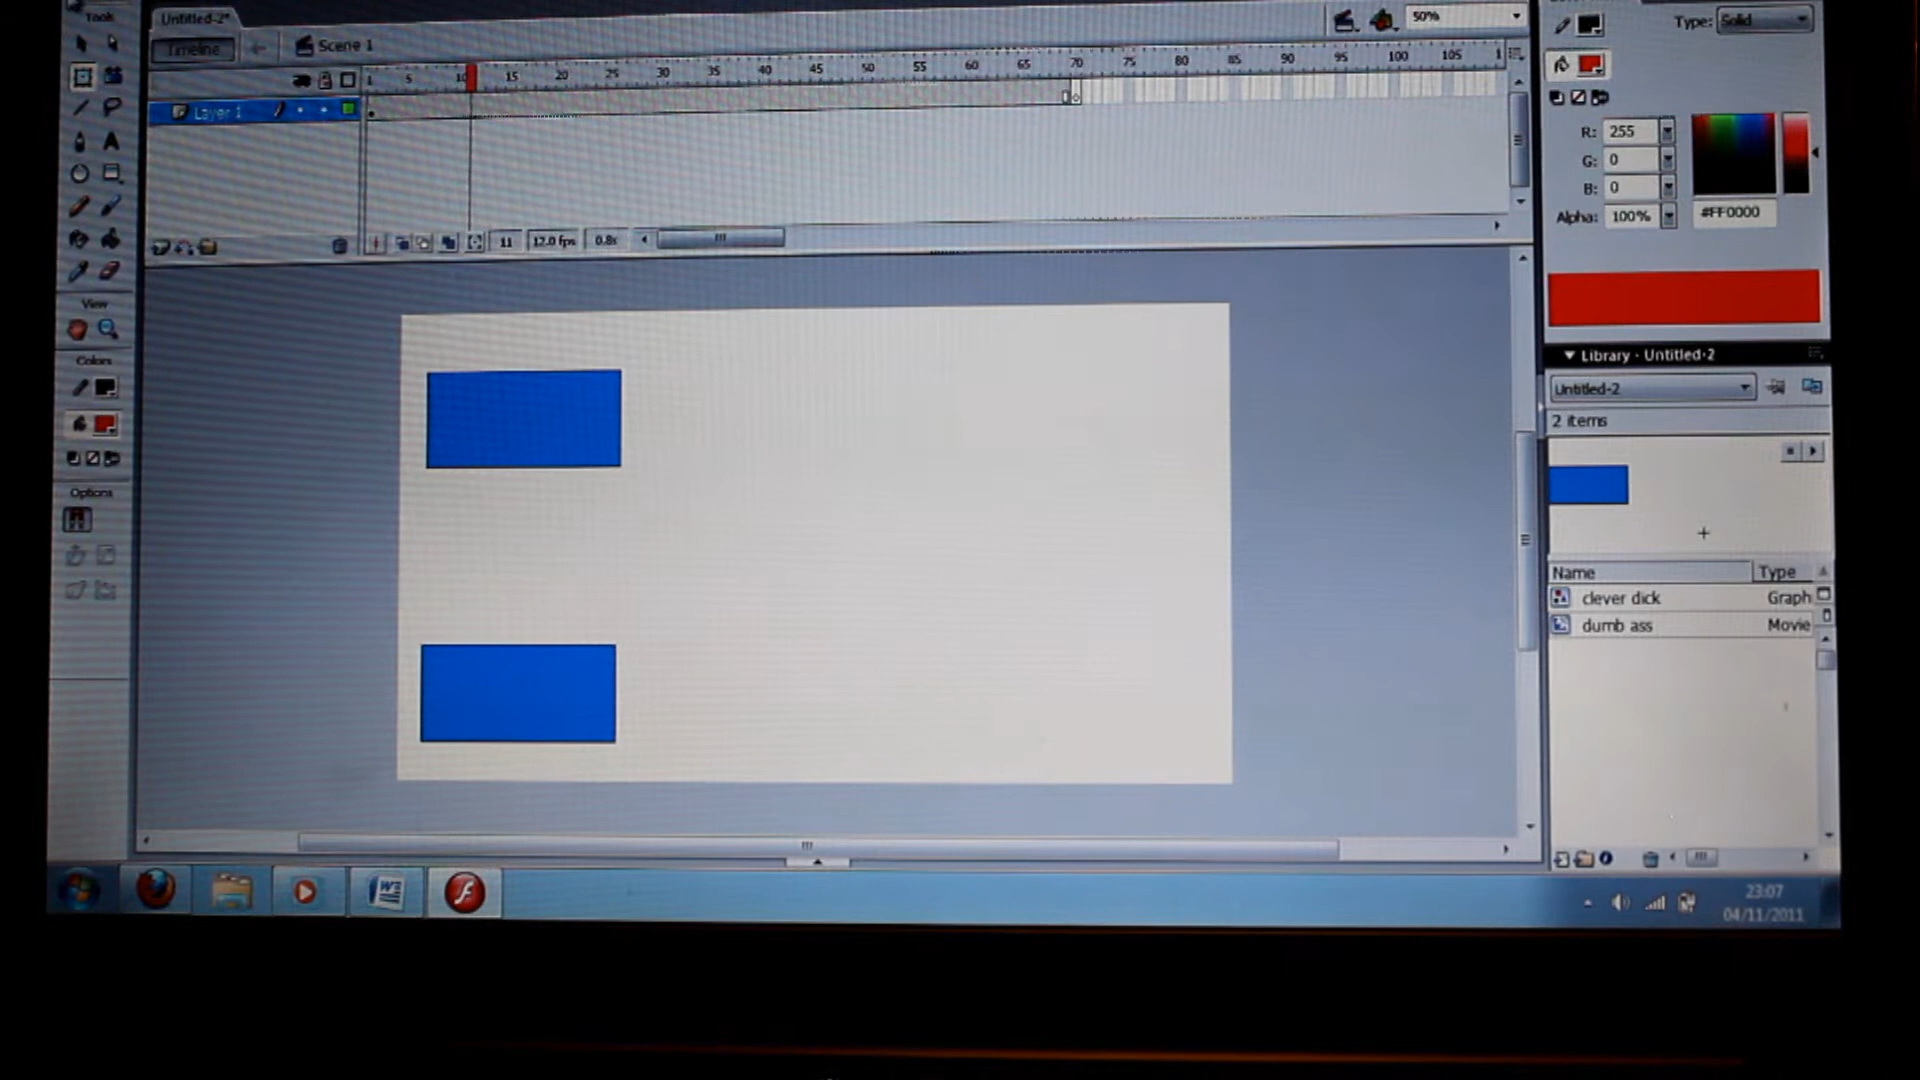 Tools
Untitled-2*
50%
Type: Solid
Timeline
Scene 1
1 5 10 15 20 25 30 35 40 45 50 55 60 65 70 75 80 85 90 95 100 105 1
Layer 1
R: 255
G: 0
B: 0
Alpha: 100%
#FF0000
11 12.0 fps 0.8s
View
Colors
Options
Library - Untitled-2
Untitled-2
2 items
Name Type
clever dick Graph
dumb ass Movie
23:07
04/11/2011